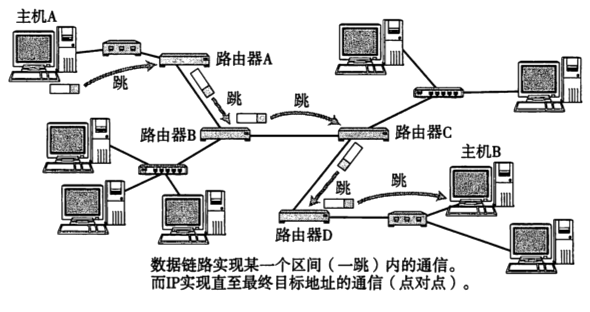 主机A
路由器A
跳
跳
跳
路由器B
路由器C
主机B
跳
跳
路由器D
数据链路实现某一个区间（一跳）内的通信。
而IP实现直至最终目标地址的通信（点对点）。